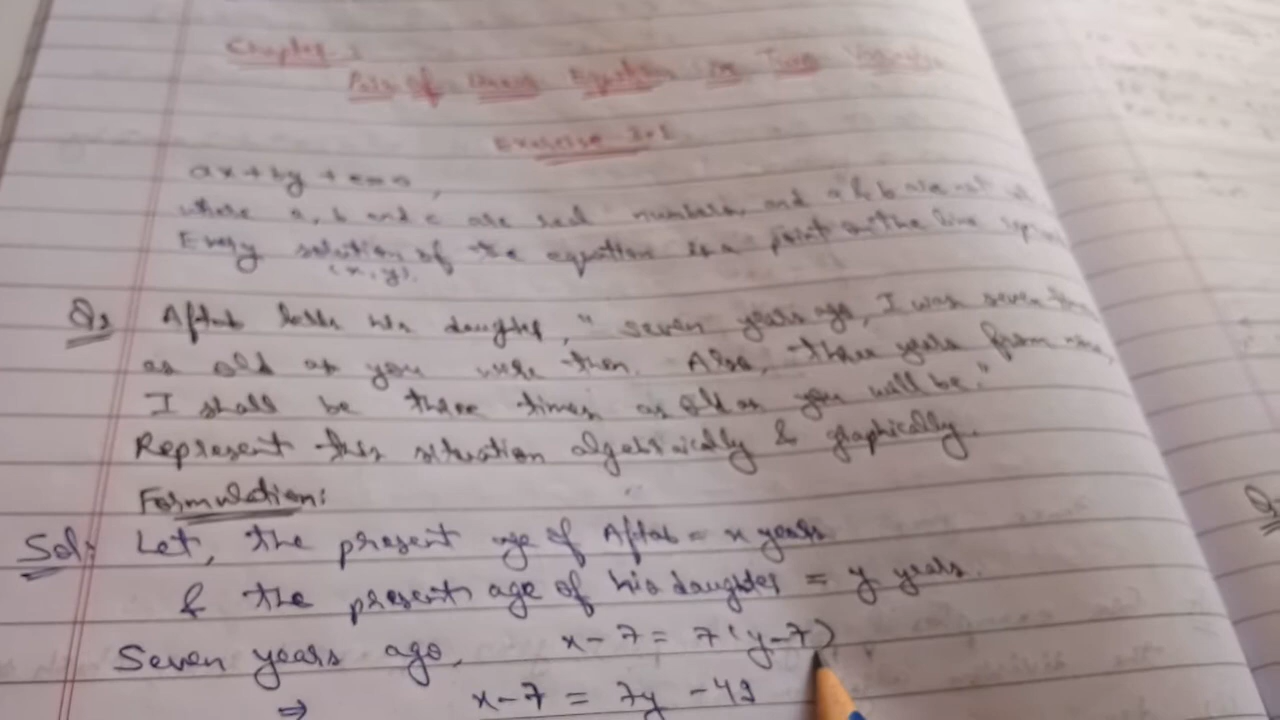 Chapter 3
Pair of Linear Equation in Two
Exercise 3.1
ax + by + c = 0,
where a, b and c are real numbers, and a & b are not
Every solution of the equation is a point on the line
(x, y)
Q1 Aftab tells his daughter, "seven years ago, I was seven
as old as you were then. Also, three years from now,
I shall be three times as old as you will be."
Represent this situation algebraically & graphically.
Formulation:
Sol: Let, the present age of Aftab = x years
& the present age of his daughter = y years.
Seven years ago, x - 7 = 7(y-7)
⇒ x - 7 = 7y - 49